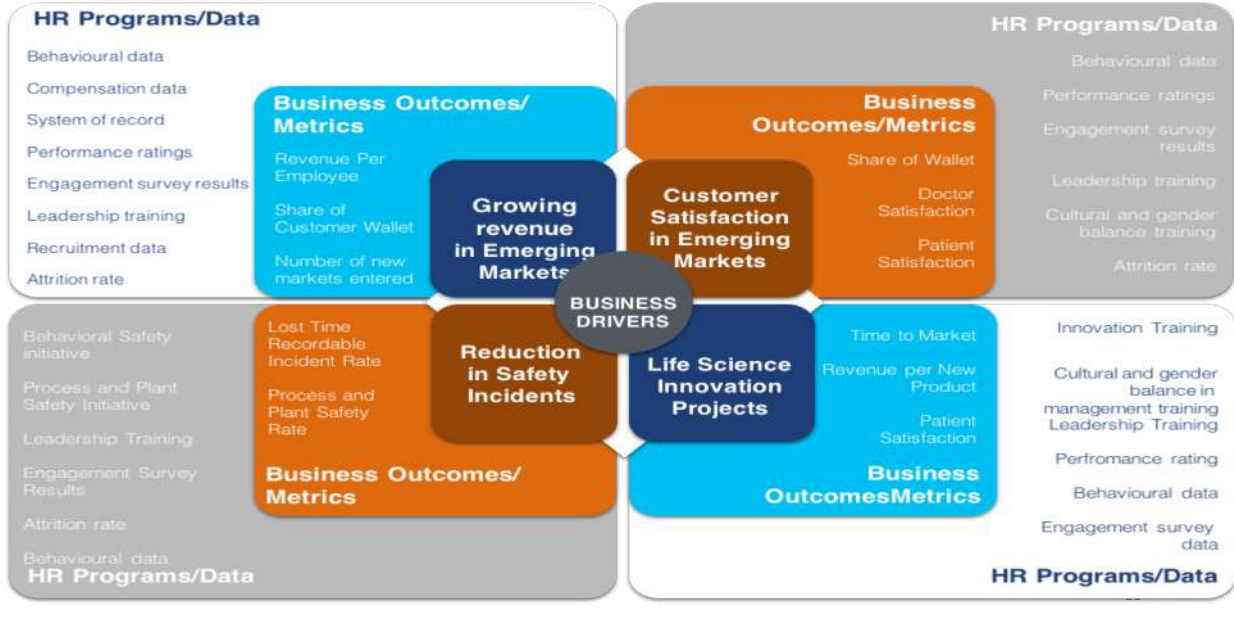 HR Programs/Data
Behavioural data
Compensation data
System of record
Performance ratings
Engagement survey results
Leadership training
Recruitment data
Attrition rate
Business Outcomes/
Metrics
Revenue Per
Employee
Share of
Customer Wallet
Number of new
markets entered
Growing
revenue
in Emerging
Markets
HR Programs/Data
Behavioural data
Performance ratings
Engagement survey
results
Leadership training
Cultural and gender
balance training
Attrition rate
Business
Outcomes/Metrics
Share of Wallet
Doctor
Satisfaction
Patient
Satisfaction
Customer
Satisfaction
in Emerging
Markets
BUSINESS
DRIVERS
Behavioral Safety
initiative
Process and Plant
Safety Initiative
Leadership Training
Engagement Survey
Results
Attrition rate
Behavioural data
HR Programs/Data
Lost Time
Recordable
Incident Rate
Process and
Plant Safety
Rate
Business Outcomes/
Metrics
Reduction
in Safety
Incidents
Life Science
Innovation
Projects
Time to Market
Revenue per New
Product
Patient
Satisfaction
Business
OutcomesMetrics
Innovation Training
Cultural and gender
balance in
management training
Leadership Training
Perfromance rating
Behavioural data
Engagement survey
data
HR Programs/Data